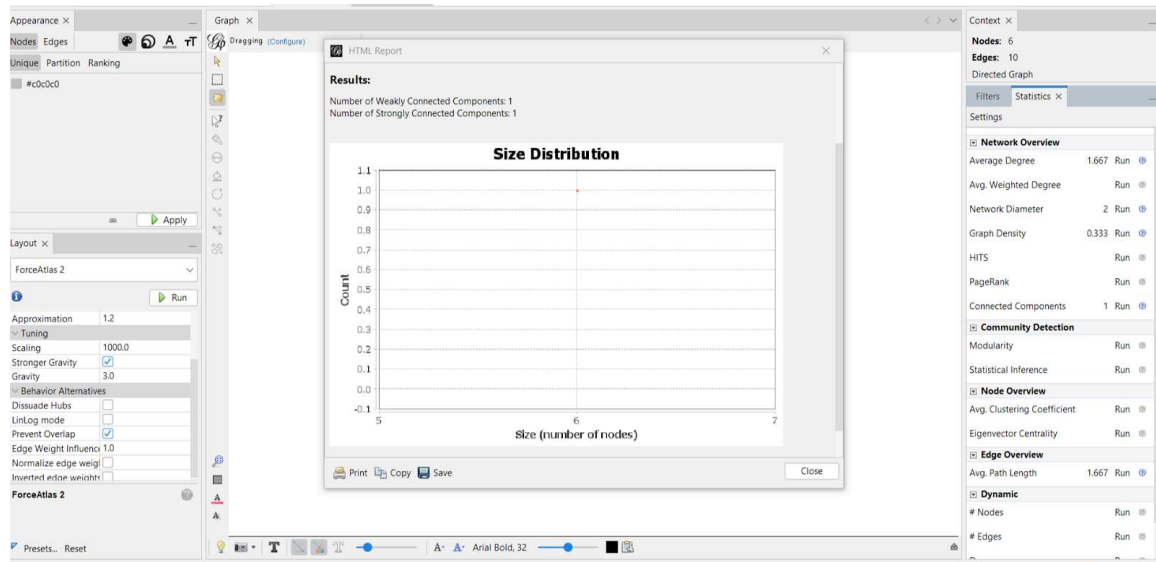 Appearance ×
Nodes Edges
Unique Partition Ranking
#c0c0c0
Apply
Layout ×
ForceAtlas 2
Run
Approximation 1.2
Tuning
Scaling 1000.0
Stronger Gravity
Gravity 3.0
Behavior Alternatives
Dissuade Hubs
LinLog mode
Prevent Overlap
Edge Weight Influenc 1.0
Normalize edge weigl
Inverted edge weights
ForceAtlas 2
Presets... Reset
Graph ×
Dragging (Configure)
HTML Report
Results:
Number of Weakly Connected Components: 1
Number of Strongly Connected Components: 1
Size Distribution
1.1
1.0
0.9
0.8
0.7
0.6
0.5
0.4
0.3
0.2
0.1
0.0
-0.1
Count
5 6 7
Size (number of nodes)
Print Copy Save
Close
T T A- A- Arial Bold, 32
Context ×
Nodes: 6
Edges: 10
Directed Graph
Filters Statistics ×
Settings
Network Overview
Average Degree 1.667 Run
Avg. Weighted Degree Run
Network Diameter 2 Run
Graph Density 0.333 Run
HITS Run
PageRank Run
Connected Components 1 Run
Community Detection
Modularity Run
Statistical Inference Run
Node Overview
Avg. Clustering Coefficient Run
Eigenvector Centrality Run
Edge Overview
Avg. Path Length 1.667 Run
Dynamic
# Nodes Run
# Edges Run